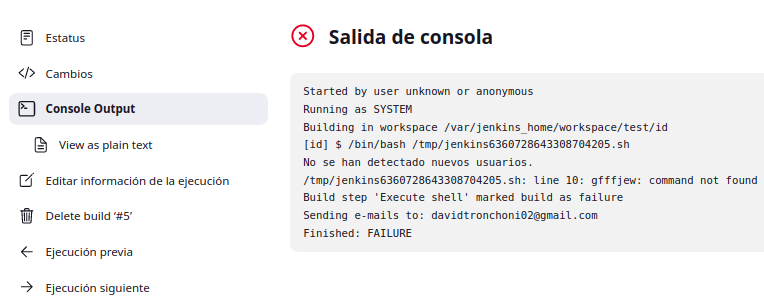 Estatus
Cambios
Console Output
View as plain text
Editar información de la ejecución
Delete build ‘#5’
Ejecución previa
Ejecución siguiente
Salida de consola
Started by user unknown or anonymous
Running as SYSTEM
Building in workspace /var/jenkins_home/workspace/test/id
[id] $ /bin/bash /tmp/jenkins6360728643308704205.sh
No se han detectado nuevos usuarios.
/tmp/jenkins6360728643308704205.sh: line 10: gfffjew: command not found
Build step 'Execute shell' marked build as failure
Sending e-mails to: davidtronchoni02@gmail.com
Finished: FAILURE